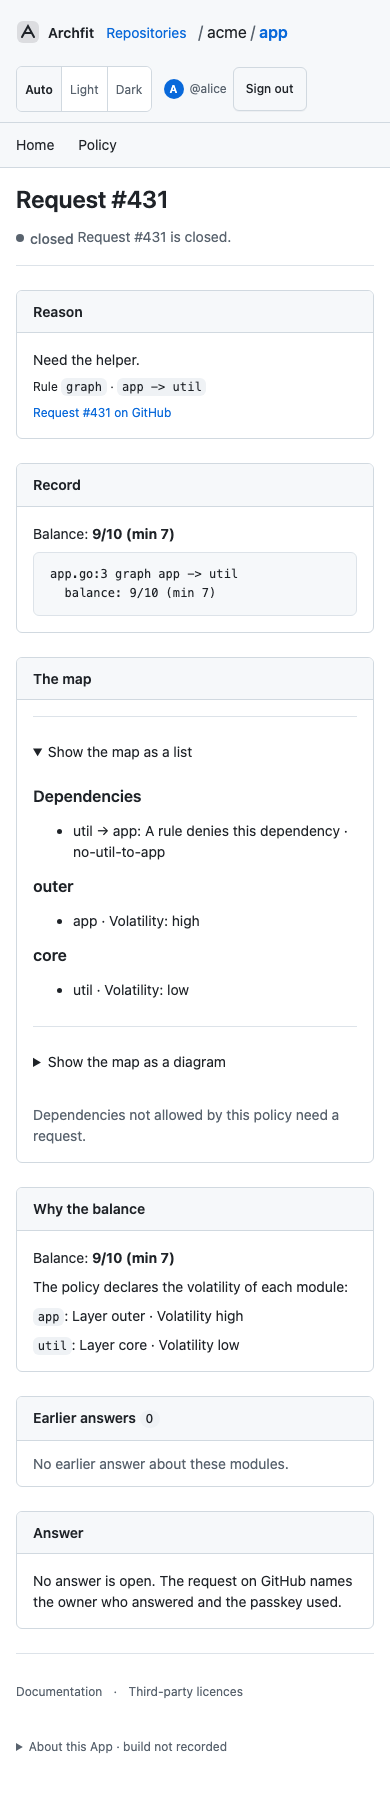 Archfit Repositories / acme / app
Auto Light Dark A @alice Sign out
Home Policy
Request #431
closed Request #431 is closed.
Reason
Need the helper.
Rule graph · app -> util
Request #431 on GitHub
Record
Balance: 9/10 (min 7)
app.go:3 graph app -> util
balance: 9/10 (min 7)
The map
▼ Show the map as a list
Dependencies
• util → app: A rule denies this dependency ·
no-util-to-app
outer
• app · Volatility: high
core
• util · Volatility: low
▶ Show the map as a diagram
Dependencies not allowed by this policy need a
request.
Why the balance
Balance: 9/10 (min 7)
The policy declares the volatility of each module:
app: Layer outer · Volatility high
util: Layer core · Volatility low
Earlier answers 0
No earlier answer about these modules.
Answer
No answer is open. The request on GitHub names
the owner who answered and the passkey used.
Documentation · Third-party licences
▶ About this App · build not recorded